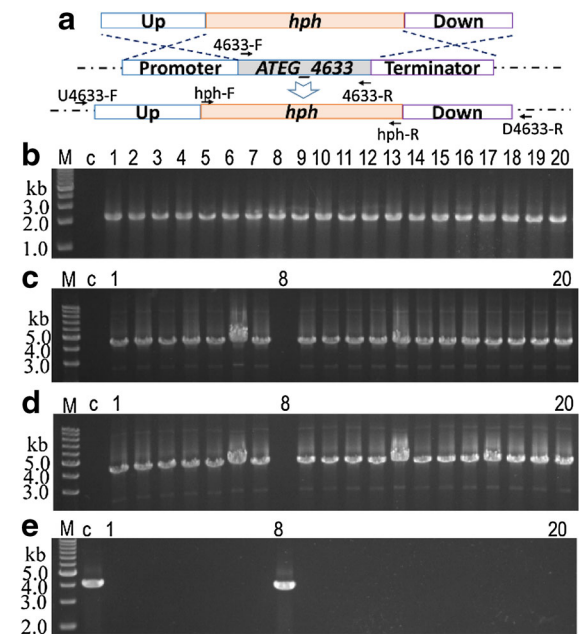 a
Up hph Down
4633-F
Promoter ATEG_4633 Terminator
U4633-F hph-F 4633-R
Up hph Down
hph-R D4633-R
b M c 1 2 3 4 5 6 7 8 9 10 11 12 13 14 15 16 17 18 19 20
kb
3.0
2.0
1.0
c M c 1 8 20
kb
5.0
4.0
3.0
d M c 1 8 20
kb
5.0
4.0
3.0
e M c 1 8 20
kb
5.0
4.0
3.0
2.0